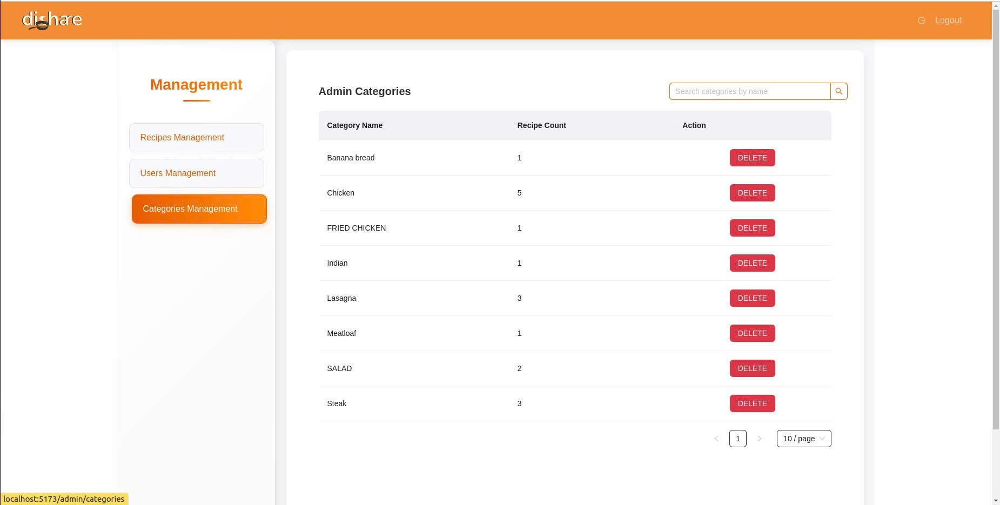 dishare
Logout
Management
Recipes Management
Users Management
Categories Management
Admin Categories
Search categories by name
Category Name Recipe Count Action
Banana bread 1 DELETE
Chicken 5 DELETE
FRIED CHICKEN 1 DELETE
Indian 1 DELETE
Lasagna 3 DELETE
Meatloaf 1 DELETE
SALAD 2 DELETE
Steak 3 DELETE
< 1 > 10 / page
localhost:5173/admin/categories